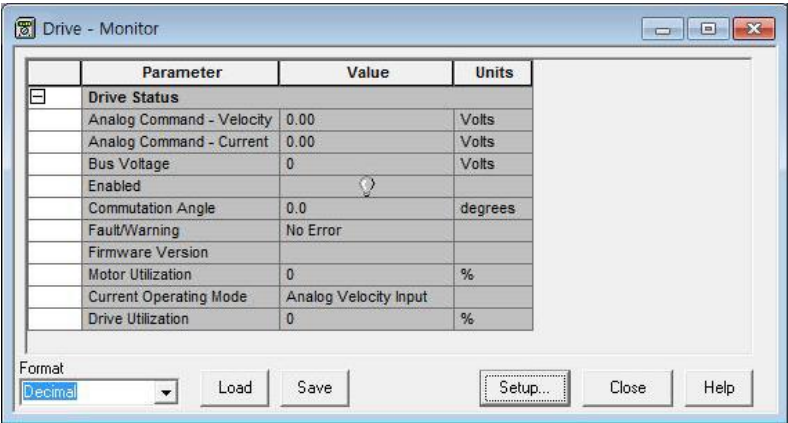 Drive - Monitor
Parameter Value Units
Drive Status
Analog Command - Velocity 0.00 Volts
Analog Command - Current 0.00 Volts
Bus Voltage 0 Volts
Enabled
Commutation Angle 0.0 degrees
Fault/Warning No Error
Firmware Version
Motor Utilization 0 %
Current Operating Mode Analog Velocity Input
Drive Utilization 0 %
Format
Decimal Load Save Setup... Close Help